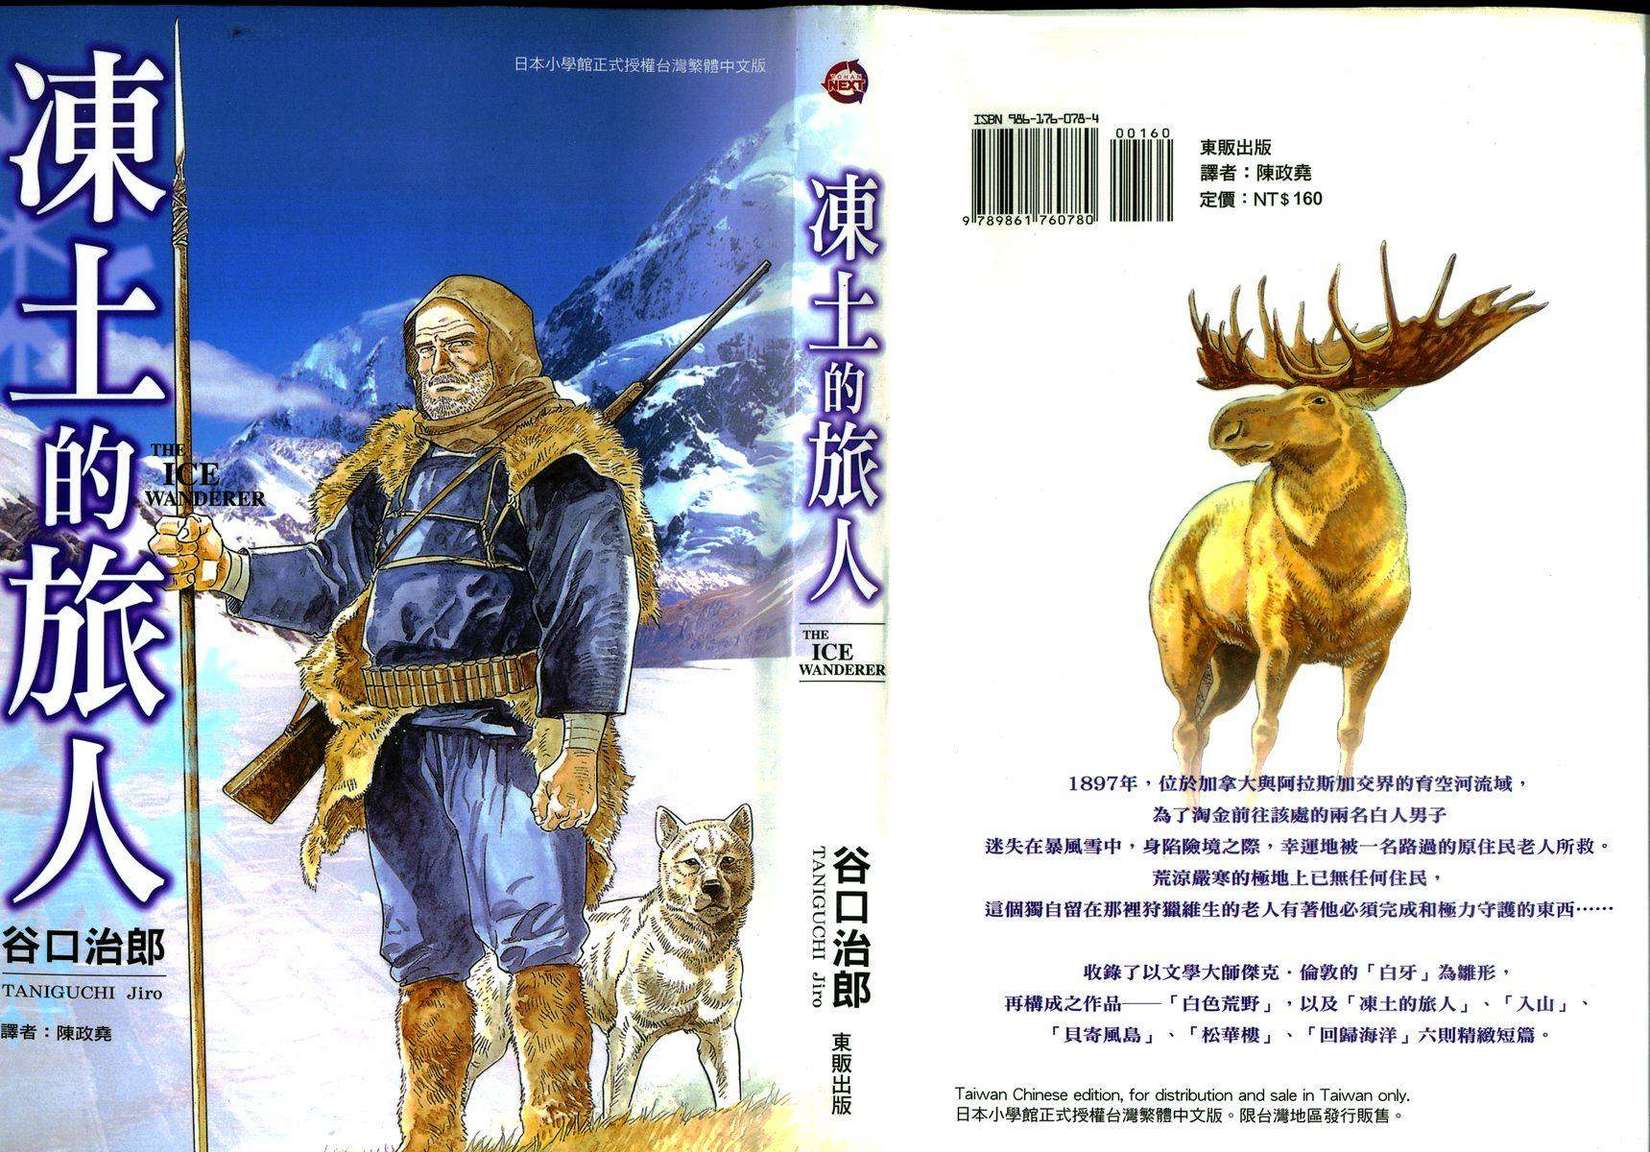 日本小學館正式授權台灣繁體中文版
凍土的旅人
THE
ICE
WANDERER
谷口治郎
TANIGUCHI Jiro
譯者：陳政堯
TOHAN
NEXT
凍土的旅人
THE
ICE
WANDERER
谷口治郎
TANIGUCHI Jiro
東販出版
ISBN 986-176-078-4
00160
9 789861 760780
東販出版
譯者：陳政堯
定價：NT$160
1897年，位於加拿大與阿拉斯加交界的育空河流域，
為了淘金前往該處的兩名白人男子
迷失在暴風雪中，身陷險境之際，幸運地被一名路過的原住民老人所救。
荒涼嚴寒的極地上已無任何住民，
這個獨自留在那裡狩獵維生的老人有著他必須完成和極力守護的東西⋯⋯
收錄了以文學大師傑克．倫敦的「白牙」為雛形，
再構成之作品──「白色荒野」，以及「凍土的旅人」、「入山」、
「貝寄風島」、「松華樓」、「回歸海洋」六則精緻短篇。
Taiwan Chinese edition, for distribution and sale in Taiwan only.
日本小學館正式授權台灣繁體中文版。限台灣地區發行販售。